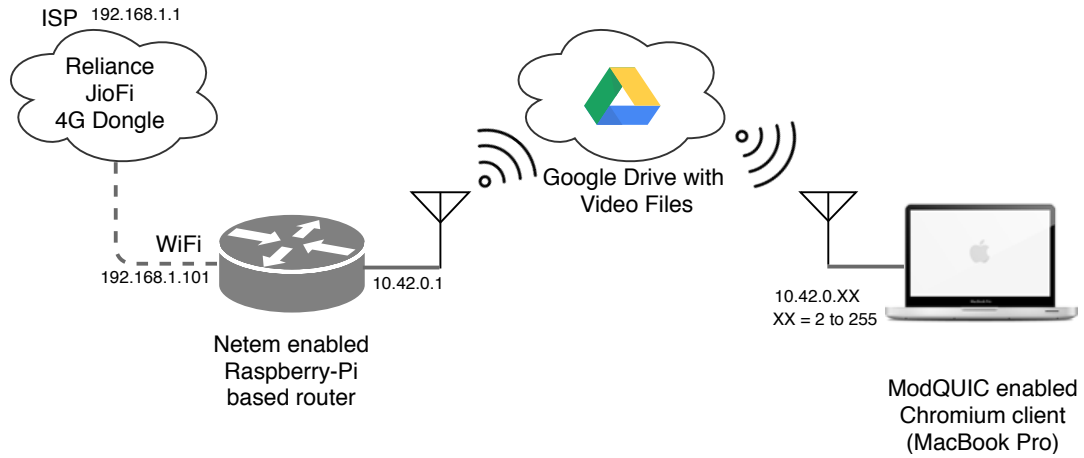 ISP 192.168.1.1
Reliance
JioFi
4G Dongle
Google Drive with
Video Files
WiFi
192.168.1.101
10.42.0.1
10.42.0.XX
XX = 2 to 255
Netem enabled
Raspberry-Pi
based router
ModQUIC enabled
Chromium client
(MacBook Pro)
MacBook Pro